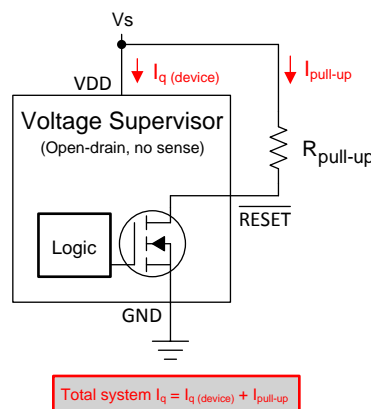 Vs
VDD
Iq (device)
Ipull-up
Voltage Supervisor
(Open-drain, no sense)
Rpull-up
RESET
Logic
GND
Total system Iq = Iq (device) + Ipull-up